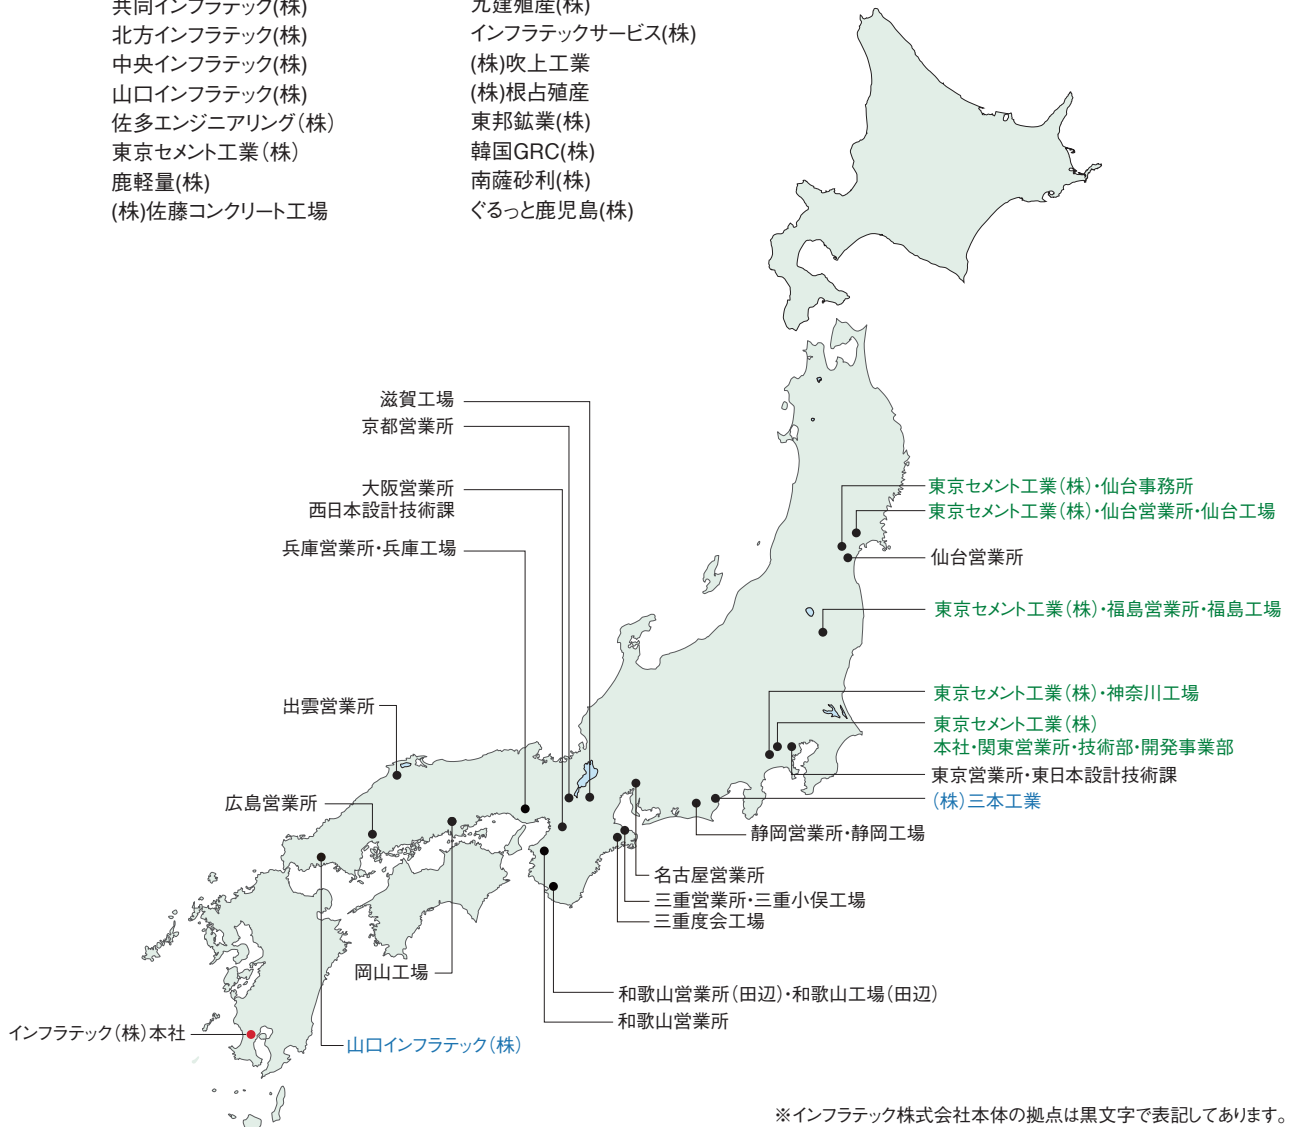 共同インフラテック(株)
北方インフラテック(株)
中央インフラテック(株)
山口インフラテック(株)
佐多エンジニアリング(株)
東京セメント工業(株)
鹿軽量(株)
(株)佐藤コンクリート工場
九建殖産(株)
インフラテックサービス(株)
(株)吹上工業
(株)根占殖産
東邦鉱業(株)
韓国GRC(株)
南薩砂利(株)
ぐるっと鹿児島(株)
滋賀工場
京都営業所
大阪営業所
西日本設計技術課
兵庫営業所・兵庫工場
出雲営業所
広島営業所
岡山工場
インフラテック(株)本社
山口インフラテック(株)
東京セメント工業(株)・仙台事務所
東京セメント工業(株)・仙台営業所・仙台工場
仙台営業所
東京セメント工業(株)・福島営業所・福島工場
東京セメント工業(株)・神奈川工場
東京セメント工業(株)
本社・関東営業所・技術部・開発事業部
東京営業所・東日本設計技術課
(株)三本工業
静岡営業所・静岡工場
名古屋営業所
三重営業所・三重小俣工場
三重度会工場
和歌山営業所(田辺)・和歌山工場(田辺)
和歌山営業所
※インフラテック株式会社本体の拠点は黒文字で表記してあります。